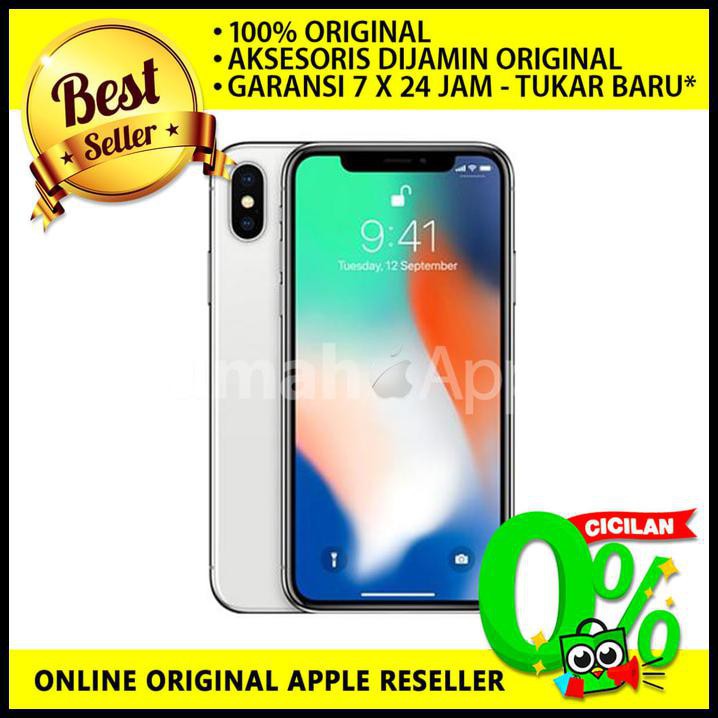 • 100% ORIGINAL
• AKSESORIS DIJAMIN ORIGINAL
• GARANSI 7 X 24 JAM - TUKAR BARU*
Best
Seller
9:41
Tuesday, 12 September
CICILAN
0%
ONLINE ORIGINAL APPLE RESELLER